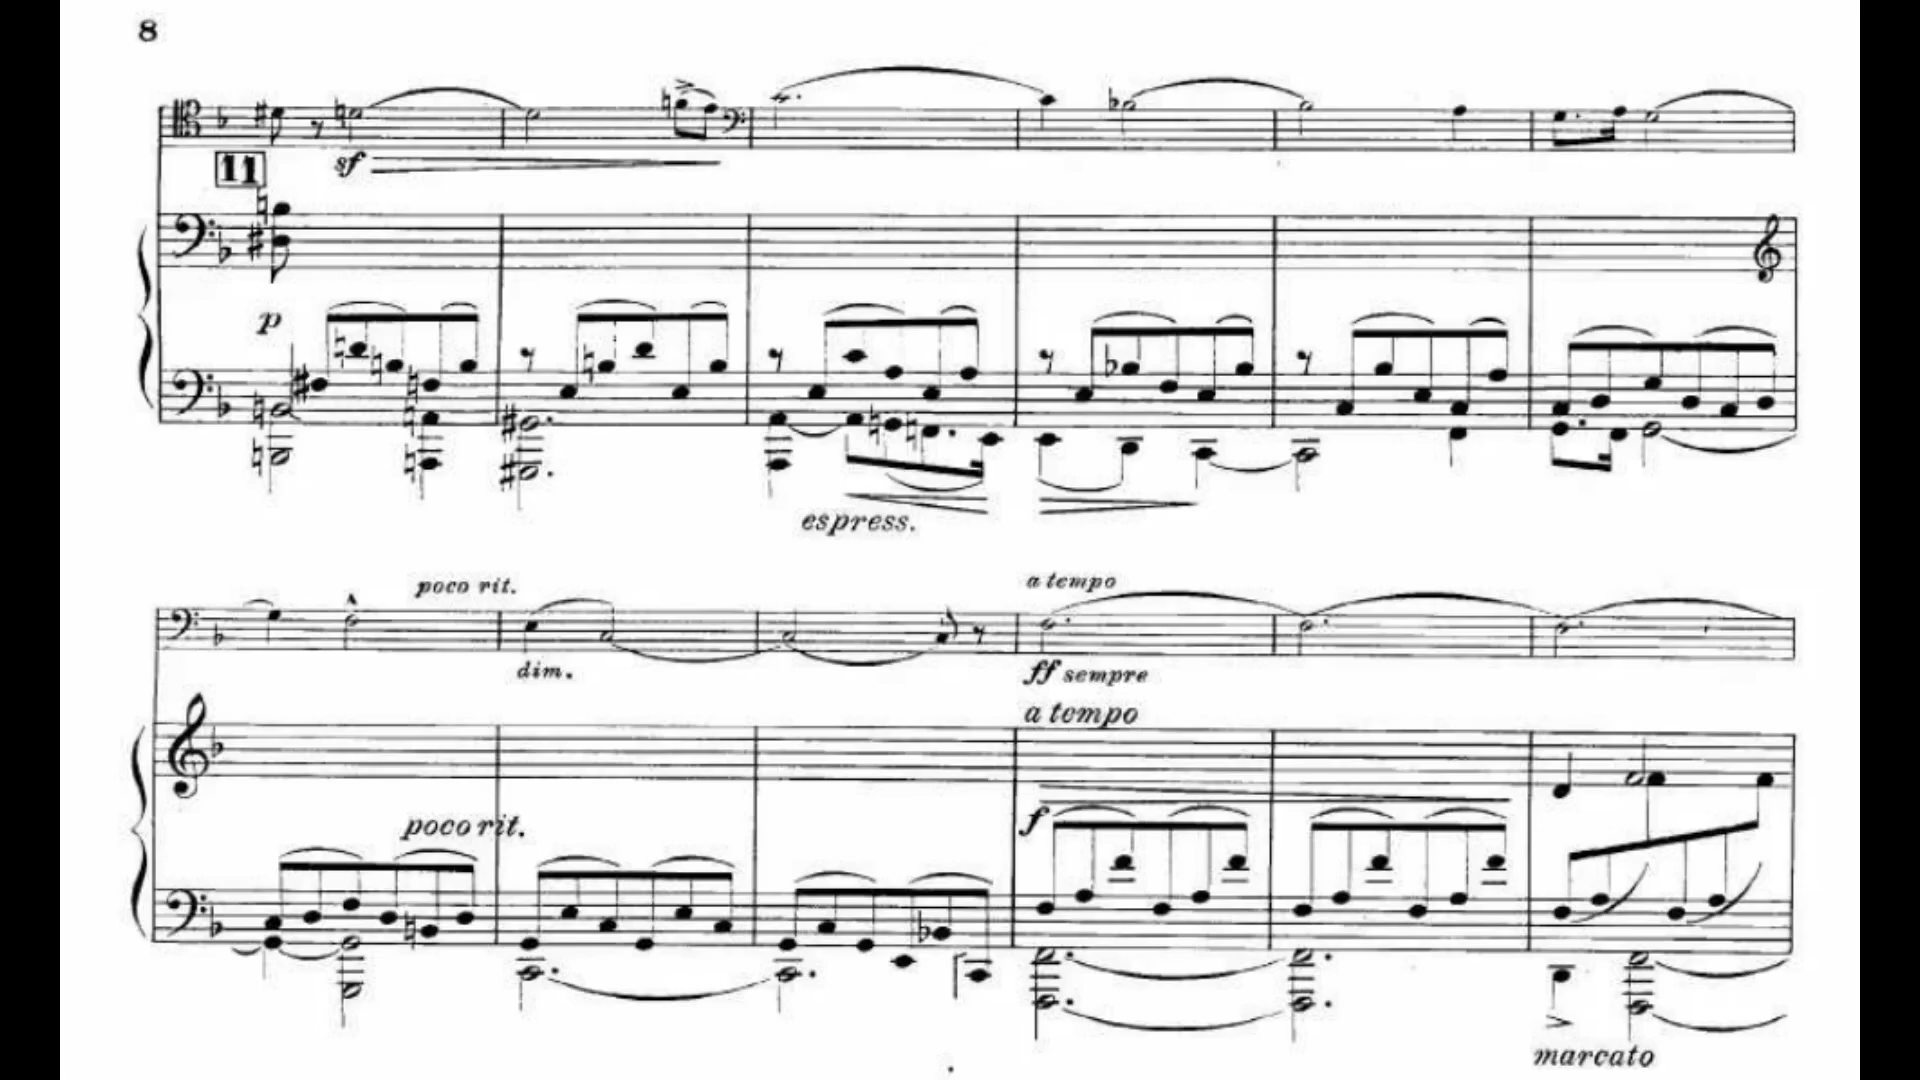 8
sf
11
p
espress.
poco rit.
a tempo
dim.
ff sempre
a tempo
poco rit.
f
marcato